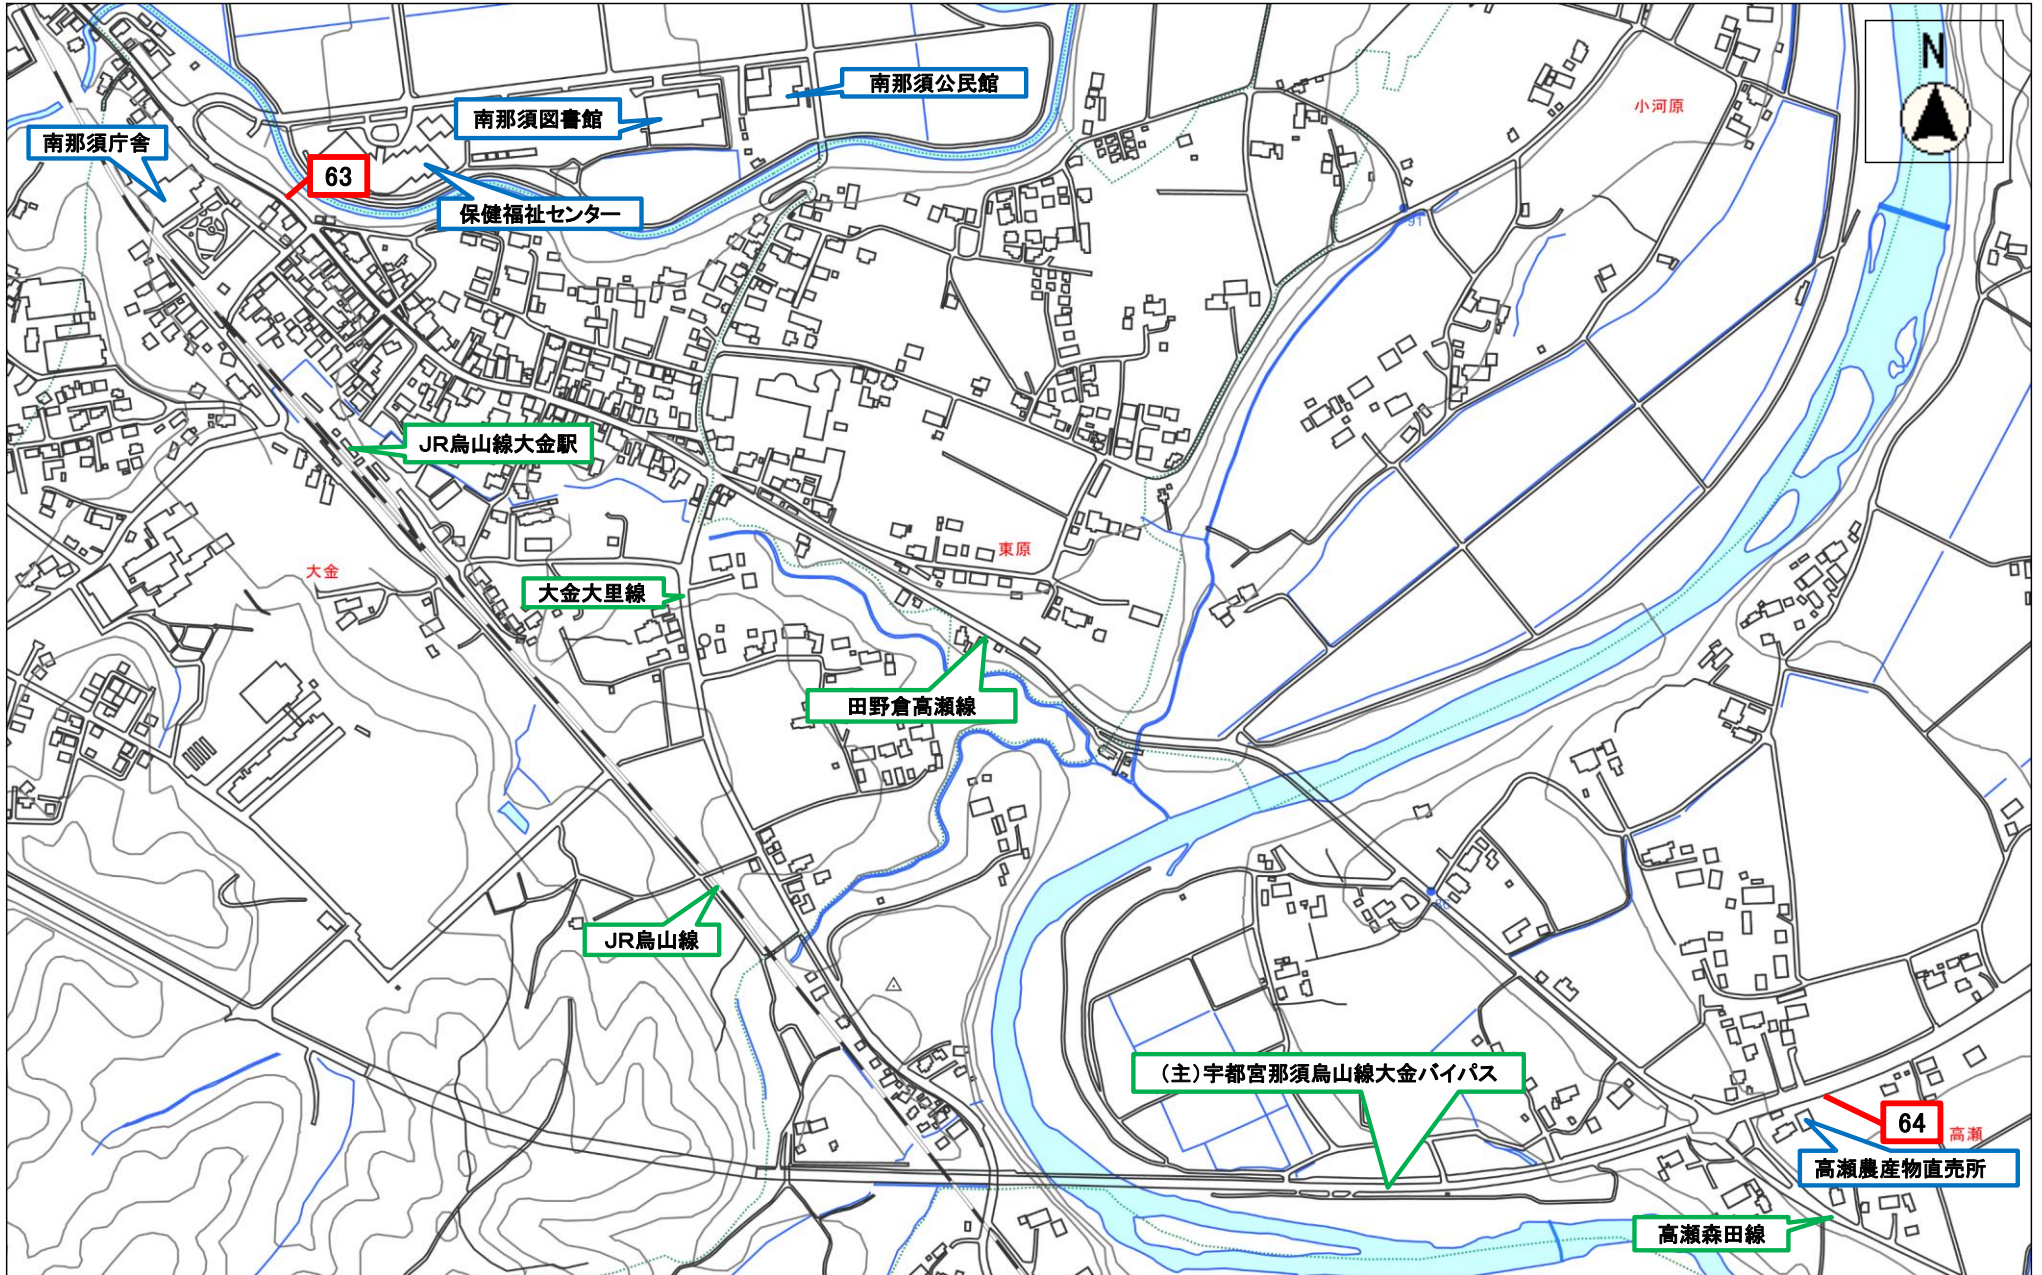 N
南那須公民館
小河原
南那須図書館
南那須庁舎
63
保健福祉センター
91
JR烏山線大金駅
東原
大金
大金大里線
田野倉高瀬線
86
JR烏山線
(主)宇都宮那須烏山線大金バイパス
64
高瀬
高瀬農産物直売所
高瀬森田線